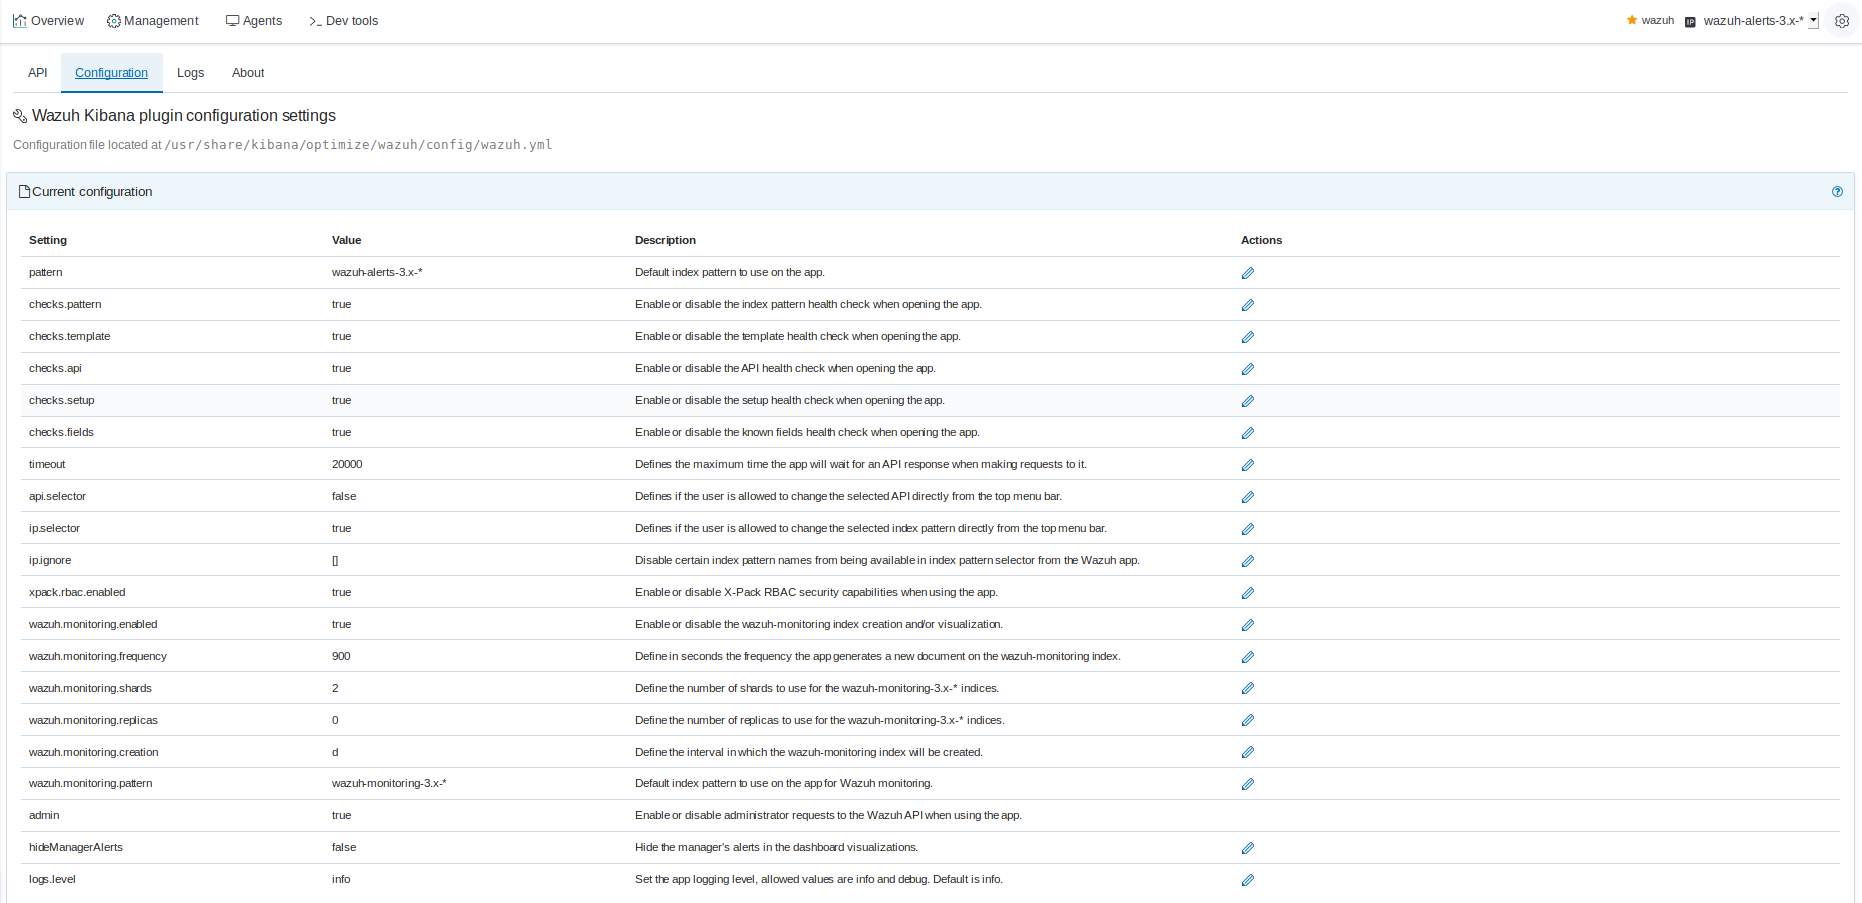 Overview Management Agents >_ Dev tools wazuh IP wazuh-alerts-3.x-*
API Configuration Logs About
Wazuh Kibana plugin configuration settings
Configuration file located at /usr/share/kibana/optimize/wazuh/config/wazuh.yml
Current configuration ?
Setting Value Description Actions
pattern wazuh-alerts-3.x-* Default index pattern to use on the app.
checks.pattern true Enable or disable the index pattern health check when opening the app.
checks.template true Enable or disable the template health check when opening the app.
checks.api true Enable or disable the API health check when opening the app.
checks.setup true Enable or disable the setup health check when opening the app.
checks.fields true Enable or disable the known fields health check when opening the app.
timeout 20000 Defines the maximum time the app will wait for an API response when making requests to it.
api.selector false Defines if the user is allowed to change the selected API directly from the top menu bar.
ip.selector true Defines if the user is allowed to change the selected index pattern directly from the top menu bar.
ip.ignore [] Disable certain index pattern names from being available in index pattern selector from the Wazuh app.
xpack.rbac.enabled true Enable or disable X-Pack RBAC security capabilities when using the app.
wazuh.monitoring.enabled true Enable or disable the wazuh-monitoring index creation and/or visualization.
wazuh.monitoring.frequency 900 Define in seconds the frequency the app generates a new document on the wazuh-monitoring index.
wazuh.monitoring.shards 2 Define the number of shards to use for the wazuh-monitoring-3.x-* indices.
wazuh.monitoring.replicas 0 Define the number of replicas to use for the wazuh-monitoring-3.x-* indices.
wazuh.monitoring.creation d Define the interval in which the wazuh-monitoring index will be created.
wazuh.monitoring.pattern wazuh-monitoring-3.x-* Default index pattern to use on the app for Wazuh monitoring.
admin true Enable or disable administrator requests to the Wazuh API when using the app.
hideManagerAlerts false Hide the manager's alerts in the dashboard visualizations.
logs.level info Set the app logging level, allowed values are info and debug. Default is info.